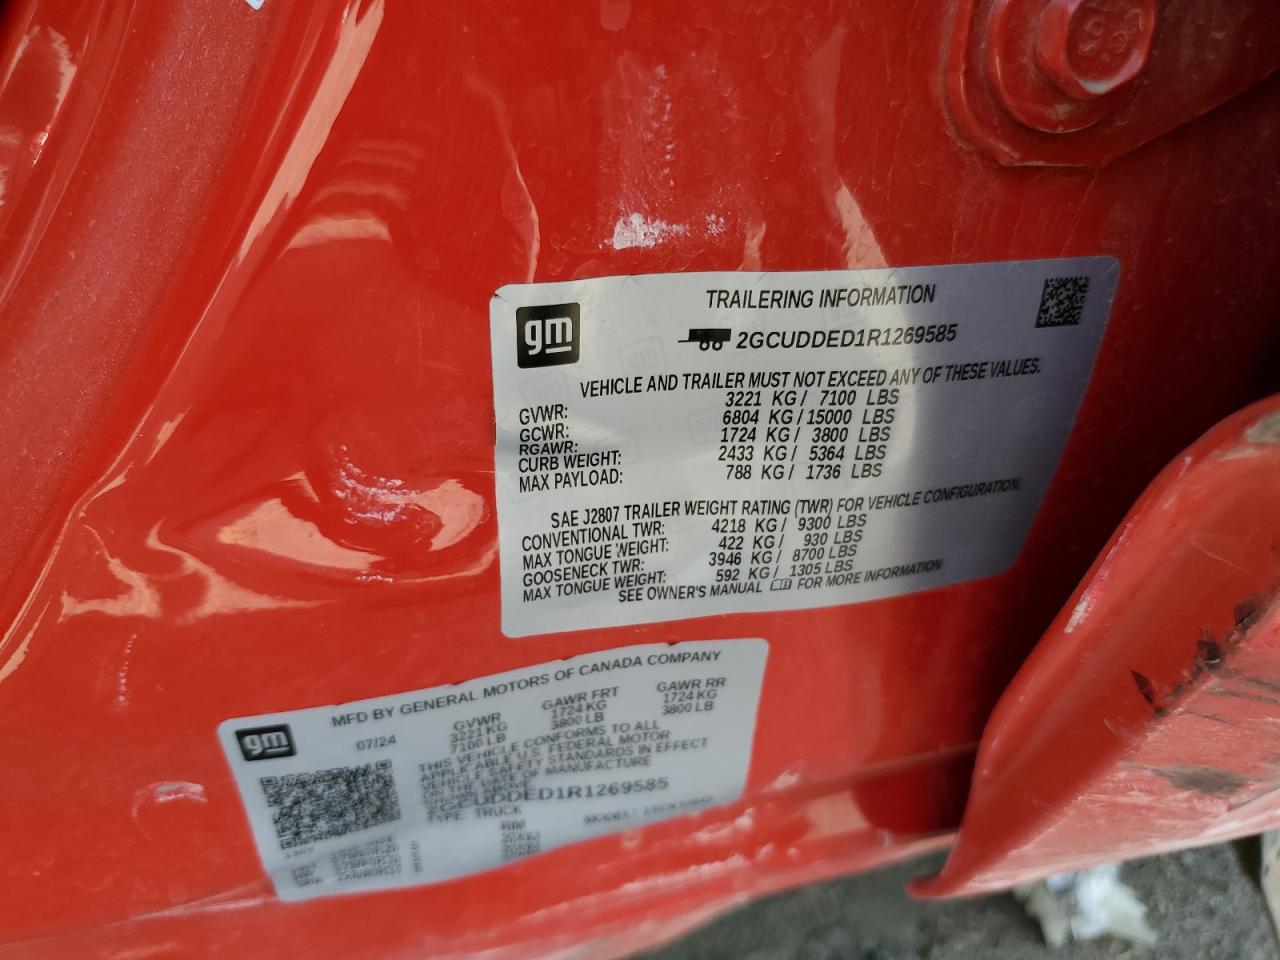 gm
TRAILERING INFORMATION
2GCUDDED1R1269585
VEHICLE AND TRAILER MUST NOT EXCEED ANY OF THESE VALUES.
GVWR: 3221 KG / 7100 LBS
GCWR: 6804 KG / 15000 LBS
RGAWR: 1724 KG / 3800 LBS
CURB WEIGHT: 2433 KG / 5364 LBS
MAX PAYLOAD: 788 KG / 1736 LBS
SAE J2807 TRAILER WEIGHT RATING (TWR) FOR VEHICLE CONFIGURATION.
CONVENTIONAL TWR: 4218 KG / 9300 LBS
MAX TONGUE WEIGHT: 422 KG / 930 LBS
GOOSENECK TWR: 3946 KG / 8700 LBS
MAX TONGUE WEIGHT: 592 KG / 1305 LBS
SEE OWNER'S MANUAL FOR MORE INFORMATION
gm
MFD BY GENERAL MOTORS OF CANADA COMPANY
07/24
GVWR GAWR FRT GAWR RR
3221 KG 1724 KG 1724 KG
7100 LB 3800 LB 3800 LB
THIS VEHICLE CONFORMS TO ALL
APPLICABLE U.S. FEDERAL MOTOR
VEHICLE SAFETY STANDARDS IN EFFECT
ON THE DATE OF MANUFACTURE
SHOWN ABOVE
2GCUDDED1R1269585
TYPE: TRUCK MODEL:
RIM